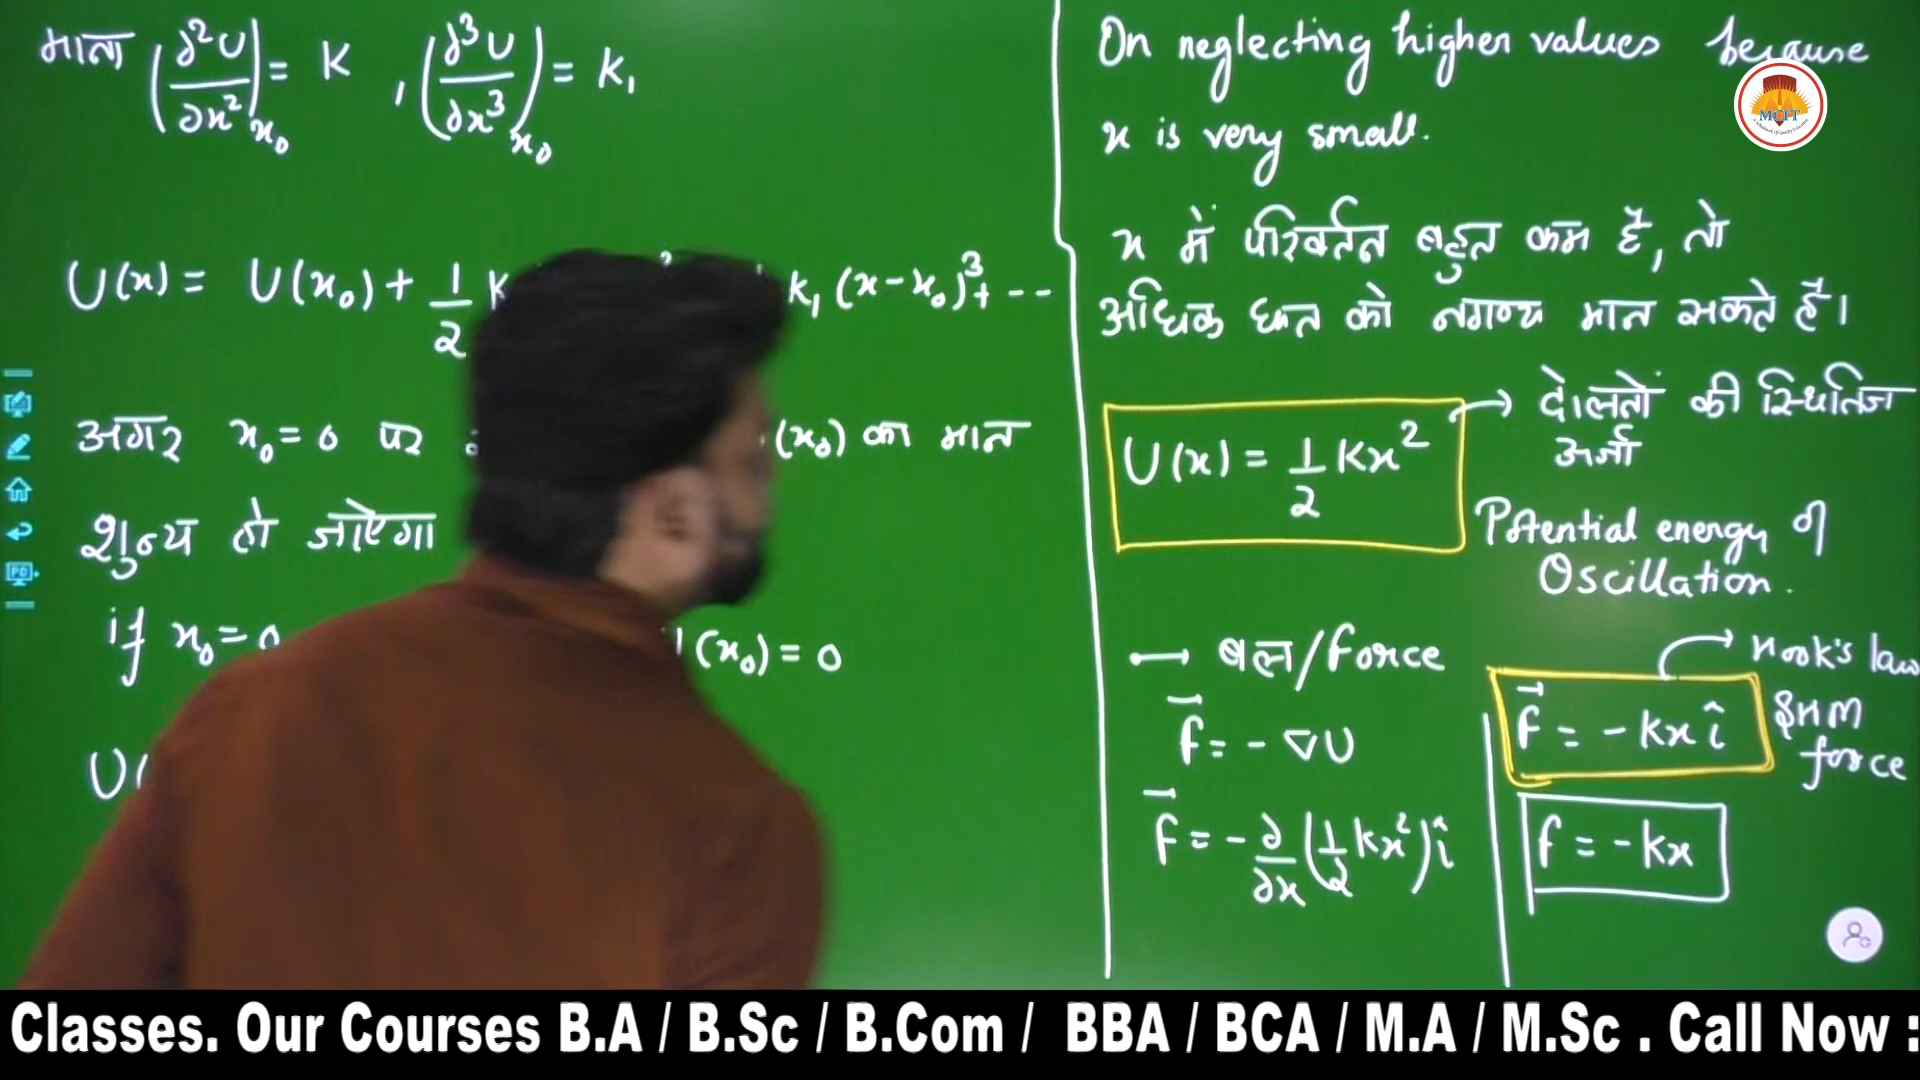 माना (∂²U/∂x²)x₀ = K , (∂³U/∂x³)x₀ = K₁
U(x) = U(x₀) + 1/2 K K₁ (x-x₀)³ + --
अगर x₀ = 0 पर (x₀) का मान
शुन्य हो जाएगा
if x₀ = 0 (x₀) = 0
U(
On neglecting higher values because
x is very small.
x में परिवर्तन बहुत कम है, तो
अधिक घात को नगण्य मान सकते हैं।
U(x) = 1/2 Kx² → दोलनों की स्थितिज
ऊर्जा
Potential energy of
Oscillation.
बल/force
f⃗ = - ∇U
f⃗ = - ∂/∂x (1/2 Kx²) î
Hook's law
f⃗ = - kx î
SHM
force
f = - kx
MCIT
Classes. Our Courses B.A / B.Sc / B.Com / BBA / BCA / M.A / M.Sc . Call Now :